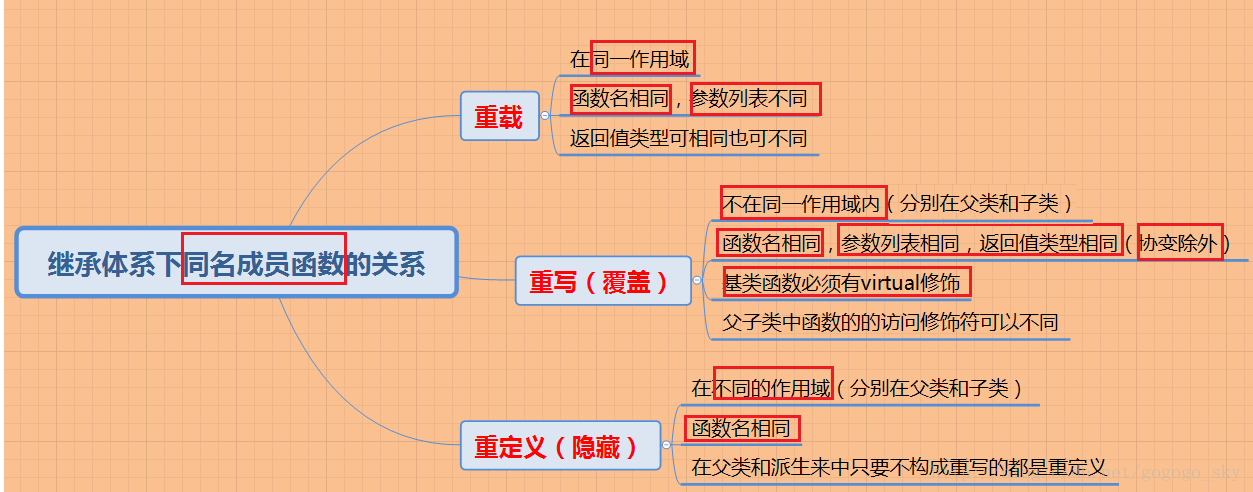 在同一作用域
函数名相同，参数列表不同
重载
返回值类型可相同也可不同
不在同一作用域内（分别在父类和子类）
函数名相同，参数列表相同，返回值类型相同（协变除外）
继承体系下同名成员函数的关系
重写（覆盖）
基类函数必须有virtual修饰
父子类中函数的的访问修饰符可以不同
在不同的作用域（分别在父类和子类）
函数名相同
重定义（隐藏）
在父类和派生来中只要不构成重写的都是重定义
net/gogogo_sky